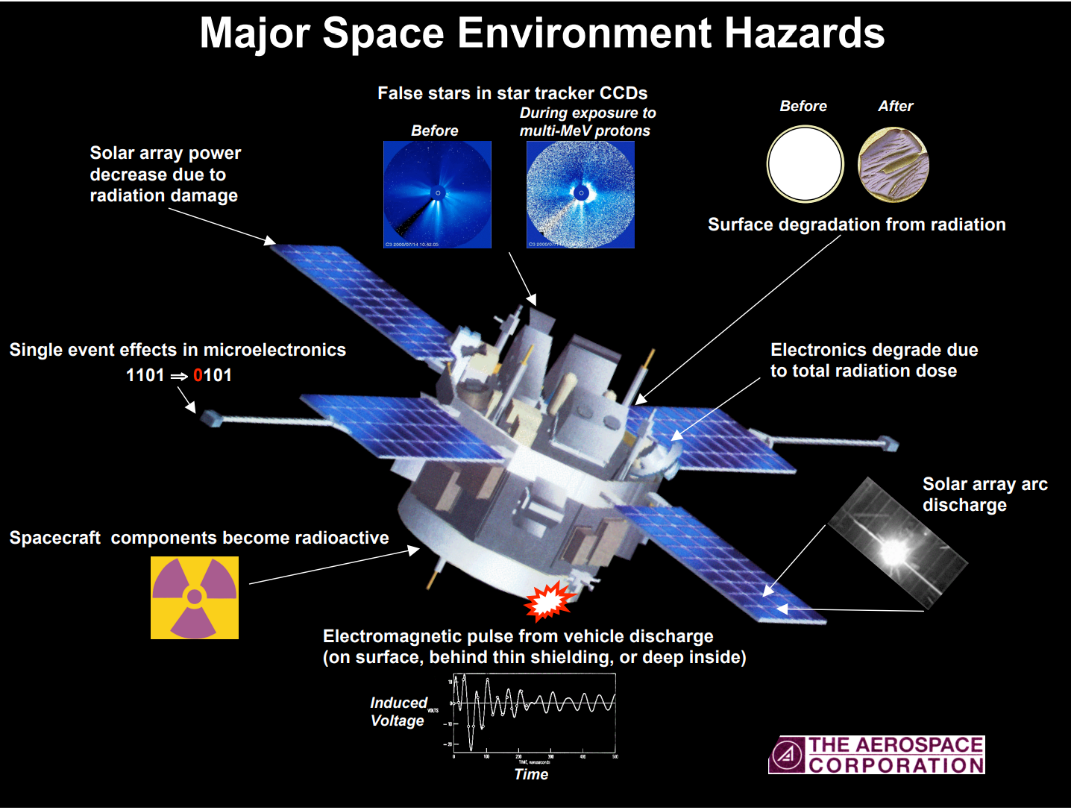 Major Space Environment Hazards
False stars in star tracker CCDs
Before
During exposure to
multi-MeV protons
Before
After
Solar array power
decrease due to
radiation damage
Surface degradation from radiation
Single event effects in microelectronics
1101 ⇒ 0101
Electronics degrade due
to total radiation dose
Solar array arc
discharge
Spacecraft components become radioactive
Electromagnetic pulse from vehicle discharge
(on surface, behind thin shielding, or deep inside)
Induced
Voltage
VOLTS
Time
THE AEROSPACE
CORPORATION